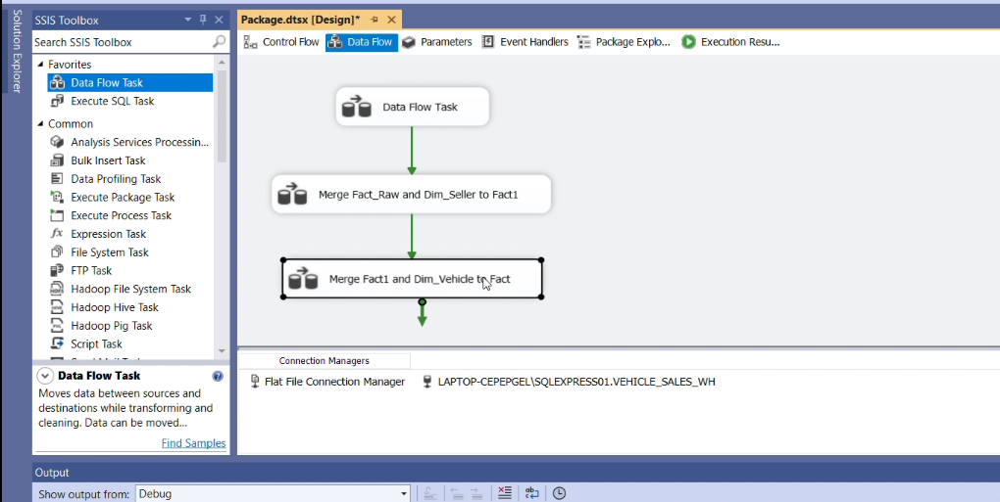 Solution Explorer
SSIS Toolbox
Search SSIS Toolbox
Favorites
Data Flow Task
Execute SQL Task
Common
Analysis Services Processin...
Bulk Insert Task
Data Profiling Task
Execute Package Task
Execute Process Task
Expression Task
File System Task
FTP Task
Hadoop File System Task
Hadoop Hive Task
Hadoop Pig Task
Script Task
Data Flow Task
Moves data between sources and
destinations while transforming and
cleaning. Data can be moved...
Find Samples
Package.dtsx [Design]*
Control Flow
Data Flow
Parameters
Event Handlers
Package Explo...
Execution Resu...
Data Flow Task
Merge Fact_Raw and Dim_Seller to Fact1
Merge Fact1 and Dim_Vehicle to Fact
Connection Managers
Flat File Connection Manager
LAPTOP-CEPEPGEL\SQLEXPRESS01.VEHICLE_SALES_WH
Output
Show output from:
Debug